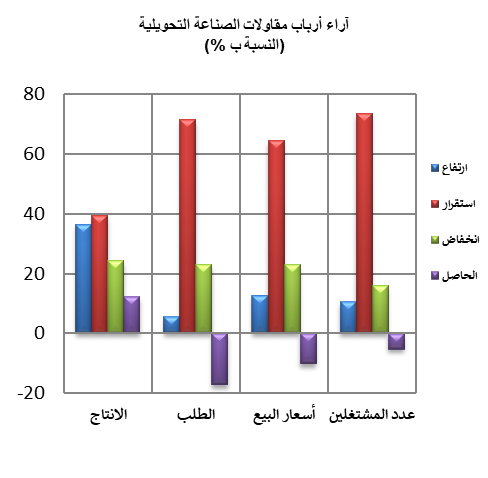 آراء أرباب مقاولات الصناعة التحويلية
(النسبة ب %)
80
60
40
20
0
-20
ارتفاع
استقرار
انخفاض
الحاصل
الانتاج
الطلب
أسعار البيع
عدد المشتغلين